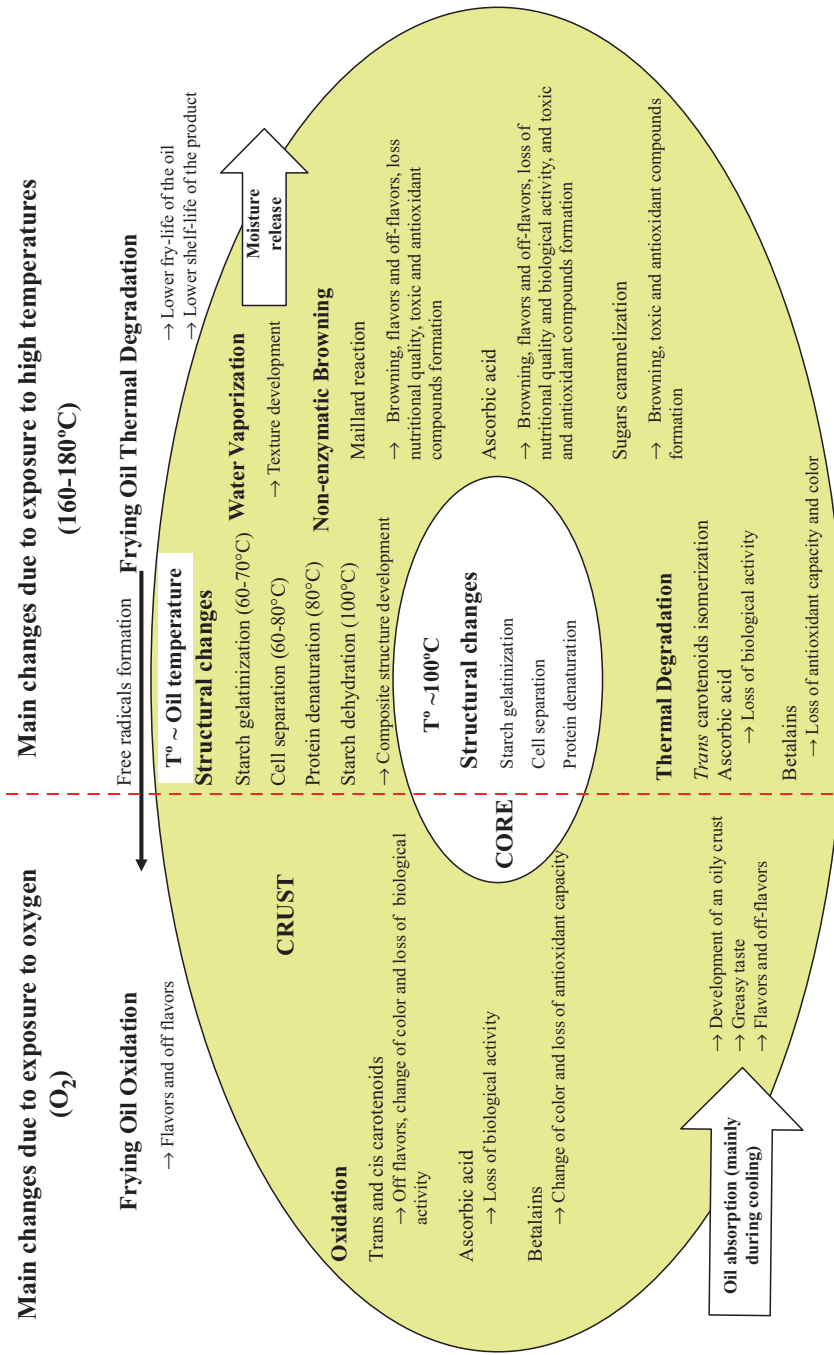 Main changes due to exposure to oxygen
(O₂)
Main changes due to exposure to high temperatures
(160-180ºC)
Frying Oil Oxidation
→ Flavors and off flavors
Free radicals formation
Frying Oil Thermal Degradation
→ Lower fry-life of the oil
→ Lower shelf-life of the product
CRUST
Oxidation
Trans and cis carotenoids
→ Off flavors, change of color and loss of biological
activity
Ascorbic acid
→ Loss of biological activity
Betalains
→ Change of color and loss of antioxidant capacity
Oil absorption (mainly
during cooling)
→ Development of an oily crust
→ Greasy taste
→ Flavors and off-flavors
Tº ~ Oil temperature
Structural changes
Starch gelatinization (60-70°C)
Cell separation (60-80°C)
Protein denaturation (80°C)
Starch dehydration (100°C)
→ Composite structure development
Water Vaporization
→ Texture development
Moisture
release
Non-enzymatic Browning
Maillard reaction
→ Browning, flavors and off-flavors, loss
nutritional quality, toxic and antioxidant
compounds formation
Ascorbic acid
→ Browning, flavors and off-flavors, loss of
nutritional quality and biological activity, and toxic
and antioxidant compounds formation
Sugars caramelization
→ Browning, toxic and antioxidant compounds
formation
CORE
Tº ~100ºC
Structural changes
Starch gelatinization
Cell separation
Protein denaturation
Thermal Degradation
Trans carotenoids isomerization
Ascorbic acid
→ Loss of biological activity
Betalains
→ Loss of antioxidant capacity and color